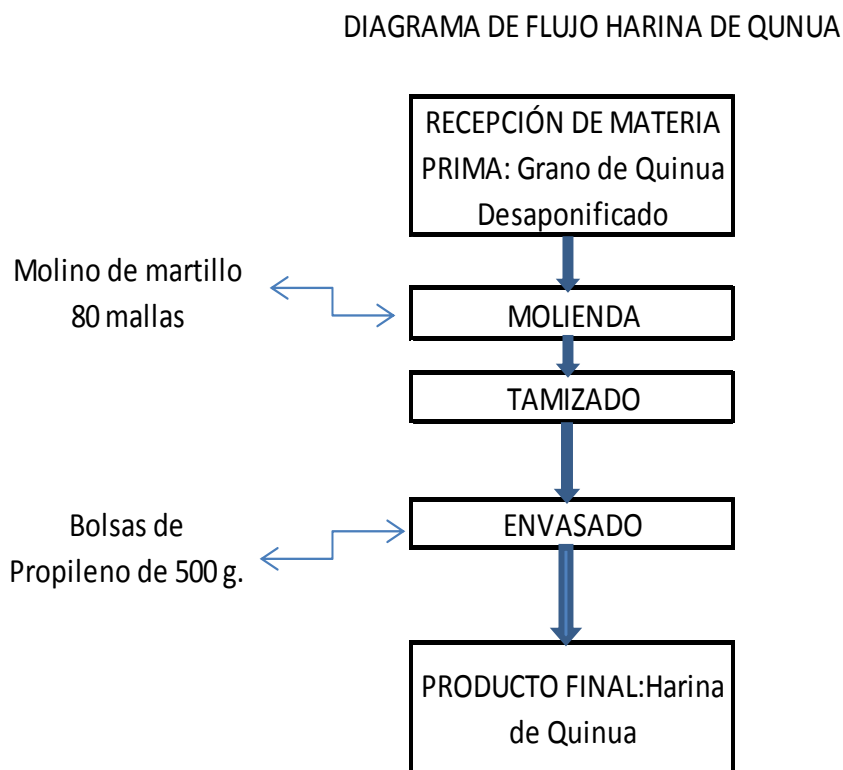 DIAGRAMA DE FLUJO HARINA DE QUNUA
RECEPCIÓN DE MATERIA
PRIMA: Grano de Quinua
Desaponificado
Molino de martillo
80 mallas
MOLIENDA
TAMIZADO
Bolsas de
Propileno de 500 g.
ENVASADO
PRODUCTO FINAL:Harina
de Quinua